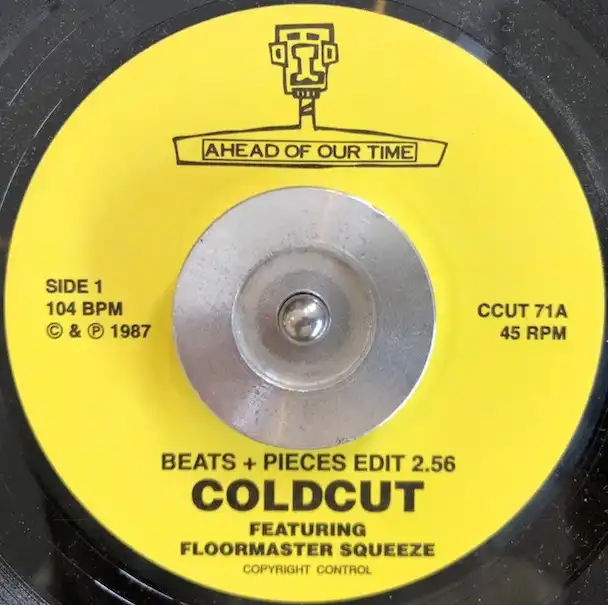 AHEAD OF OUR TIME
SIDE 1
104 BPM
© & ℗ 1987
CCUT 71A
45 RPM
BEATS + PIECES EDIT 2.56
COLDCUT
FEATURING
FLOORMASTER SQUEEZE
COPYRIGHT CONTROL